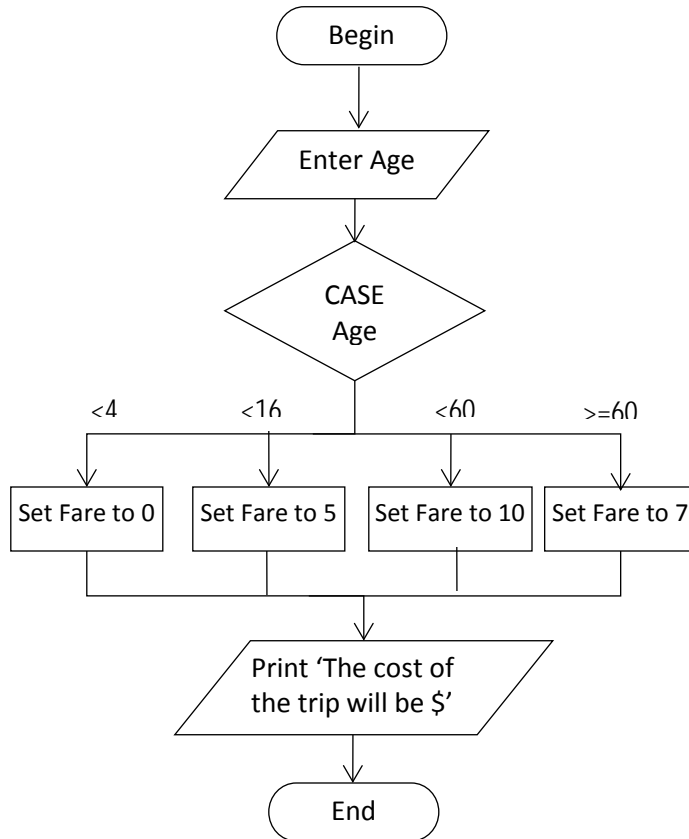 Begin
Enter Age
CASE
Age
<4
<16
<60
>=60
Set Fare to 0
Set Fare to 5
Set Fare to 10
Set Fare to 7
Print ‘The cost of
the trip will be $’
End